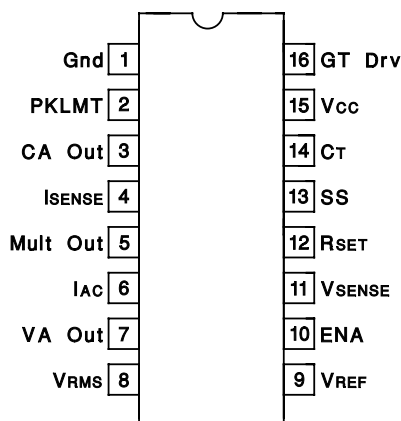 Gnd 1 16 GT Drv
PKLMT 2 15 VCC
CA Out 3 14 CT
ISENSE 4 13 SS
Mult Out 5 12 RSET
IAC 6 11 VSENSE
VA Out 7 10 ENA
VRMS 8 9 VREF